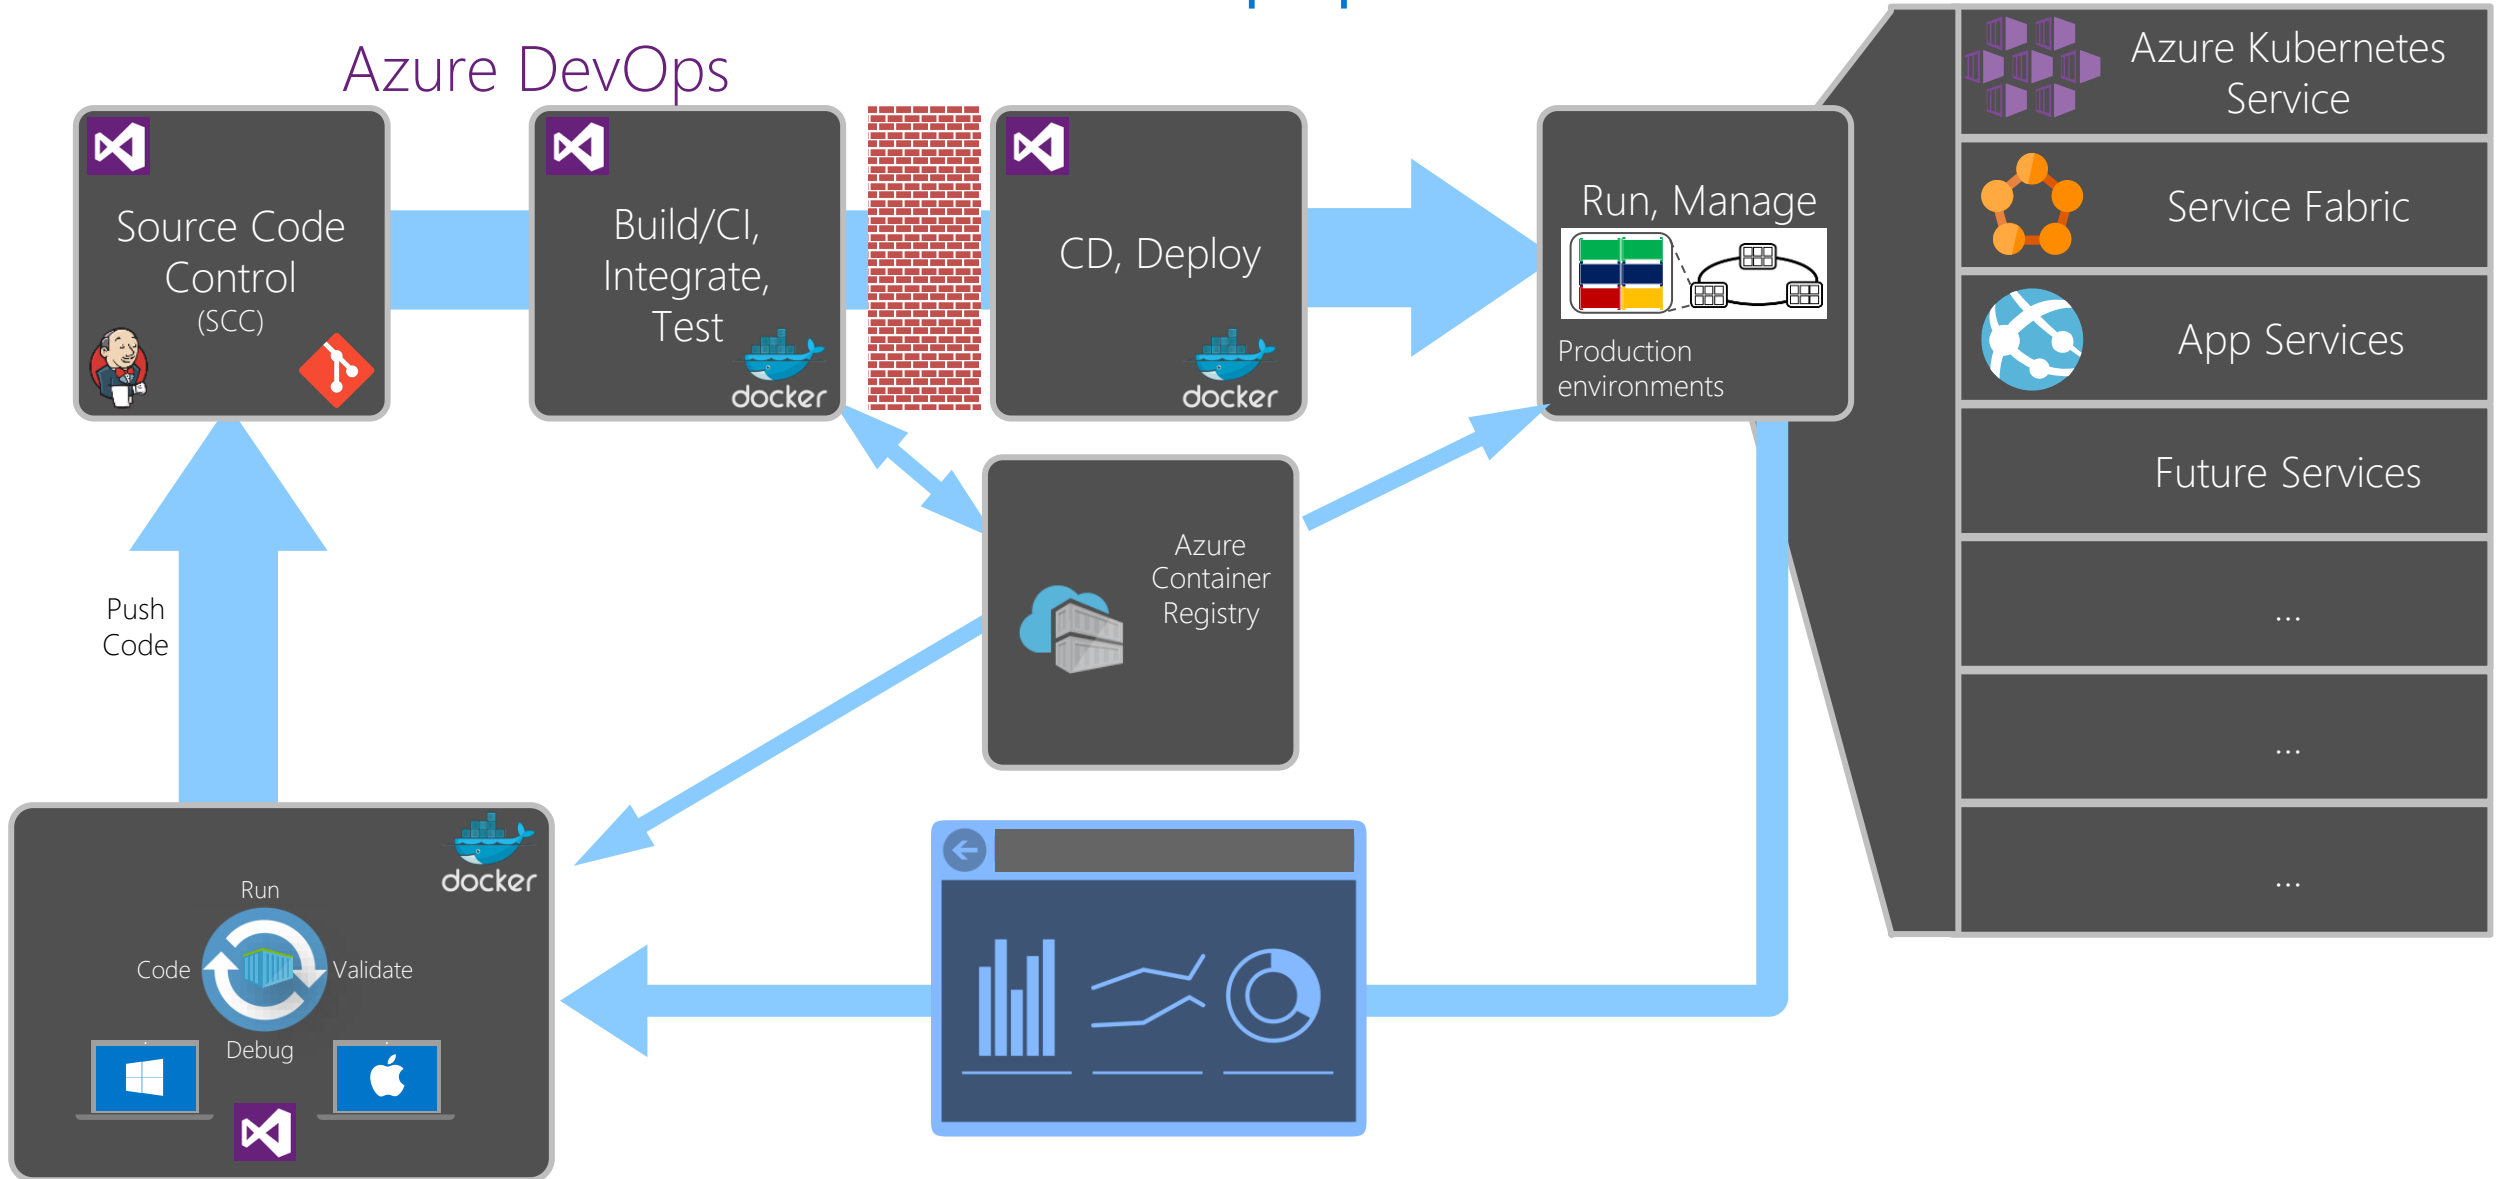 Azure DevOps
Source Code
Control
(SCC)
Build/CI,
Integrate,
Test
docker
CD, Deploy
docker
Run, Manage
Production
environments
Azure Kubernetes
Service
Service Fabric
App Services
Future Services
...
...
...
Azure
Container
Registry
Push
Code
docker
Run
Code
Validate
Debug